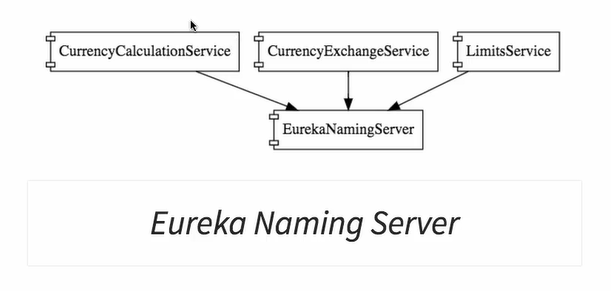 CurrencyCalculationService CurrencyExchangeService LimitsService
EurekaNamingServer
Eureka Naming Server